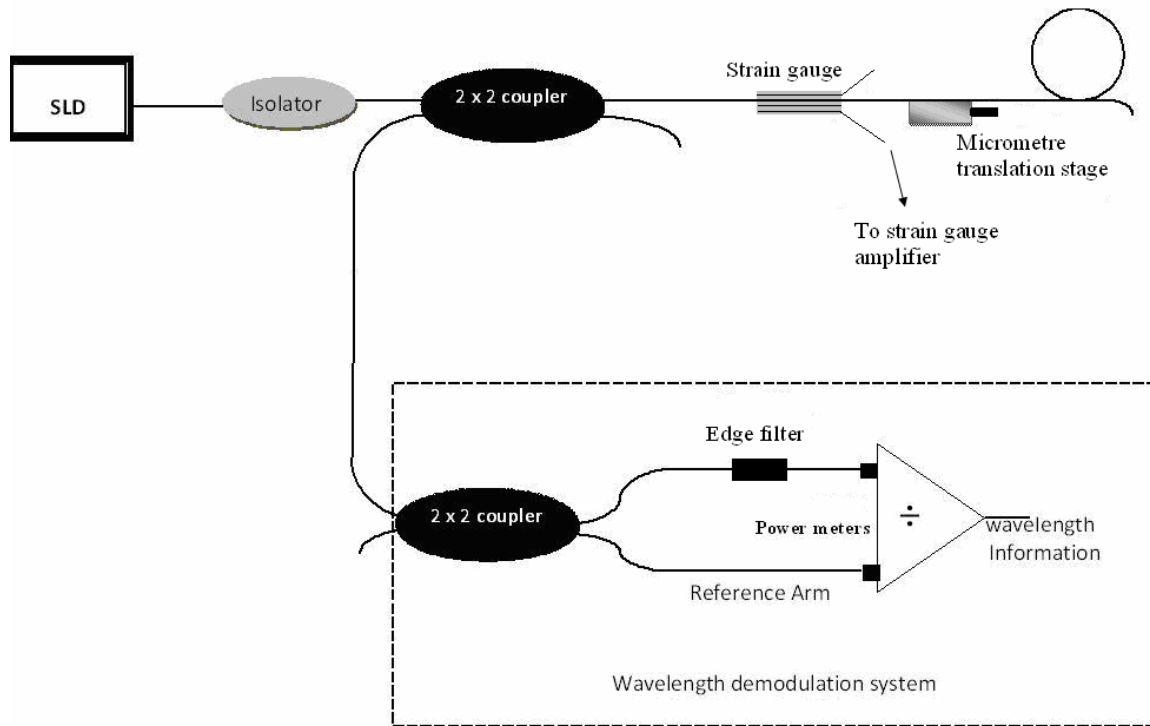 SLD
Isolator
2 x 2 coupler
Strain gauge
Micrometre
translation stage
To strain gauge
amplifier
Edge filter
2 x 2 coupler
Power meters
÷
wavelength
Information
Reference Arm
Wavelength demodulation system